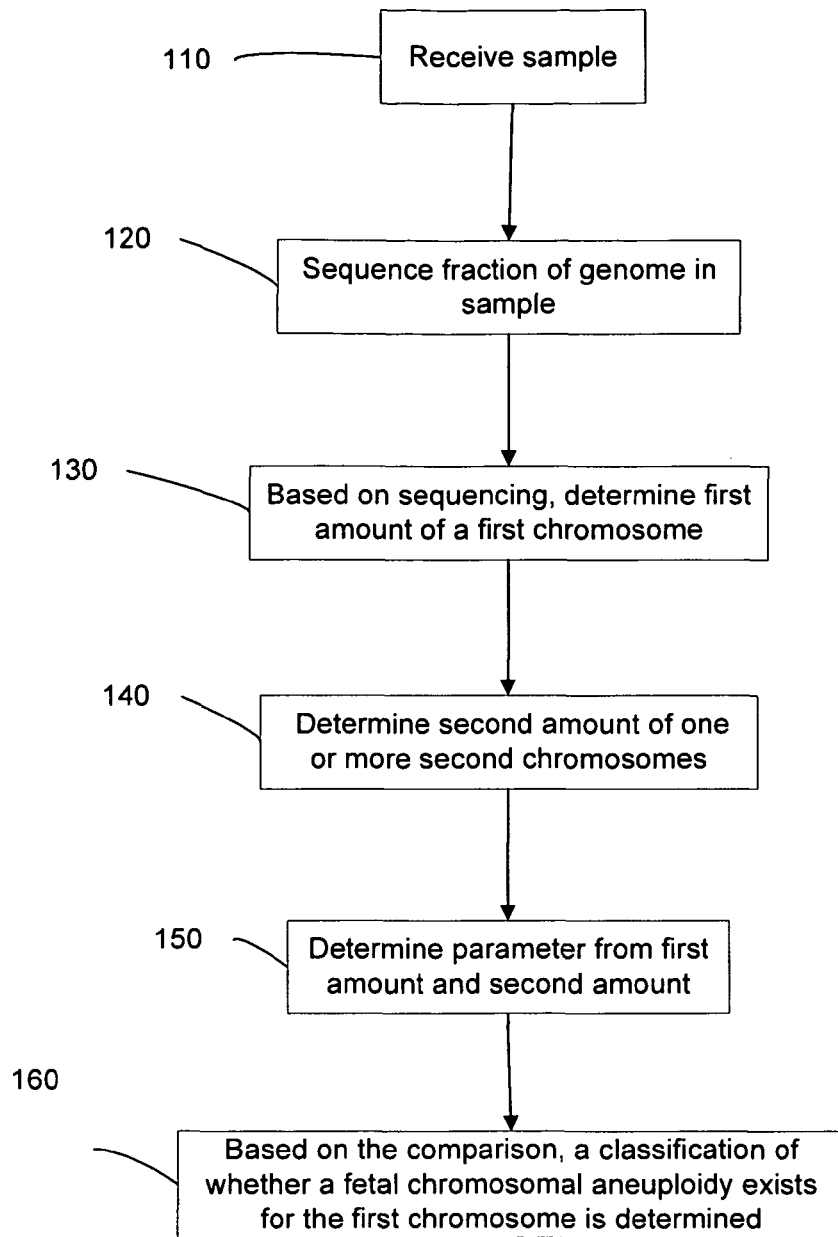 110
Receive sample
120
Sequence fraction of genome in
sample
130
Based on sequencing, determine first
amount of a first chromosome
140
Determine second amount of one
or more second chromosomes
150
Determine parameter from first
amount and second amount
160
Based on the comparison, a classification of
whether a fetal chromosomal aneuploidy exists
for the first chromosome is determined